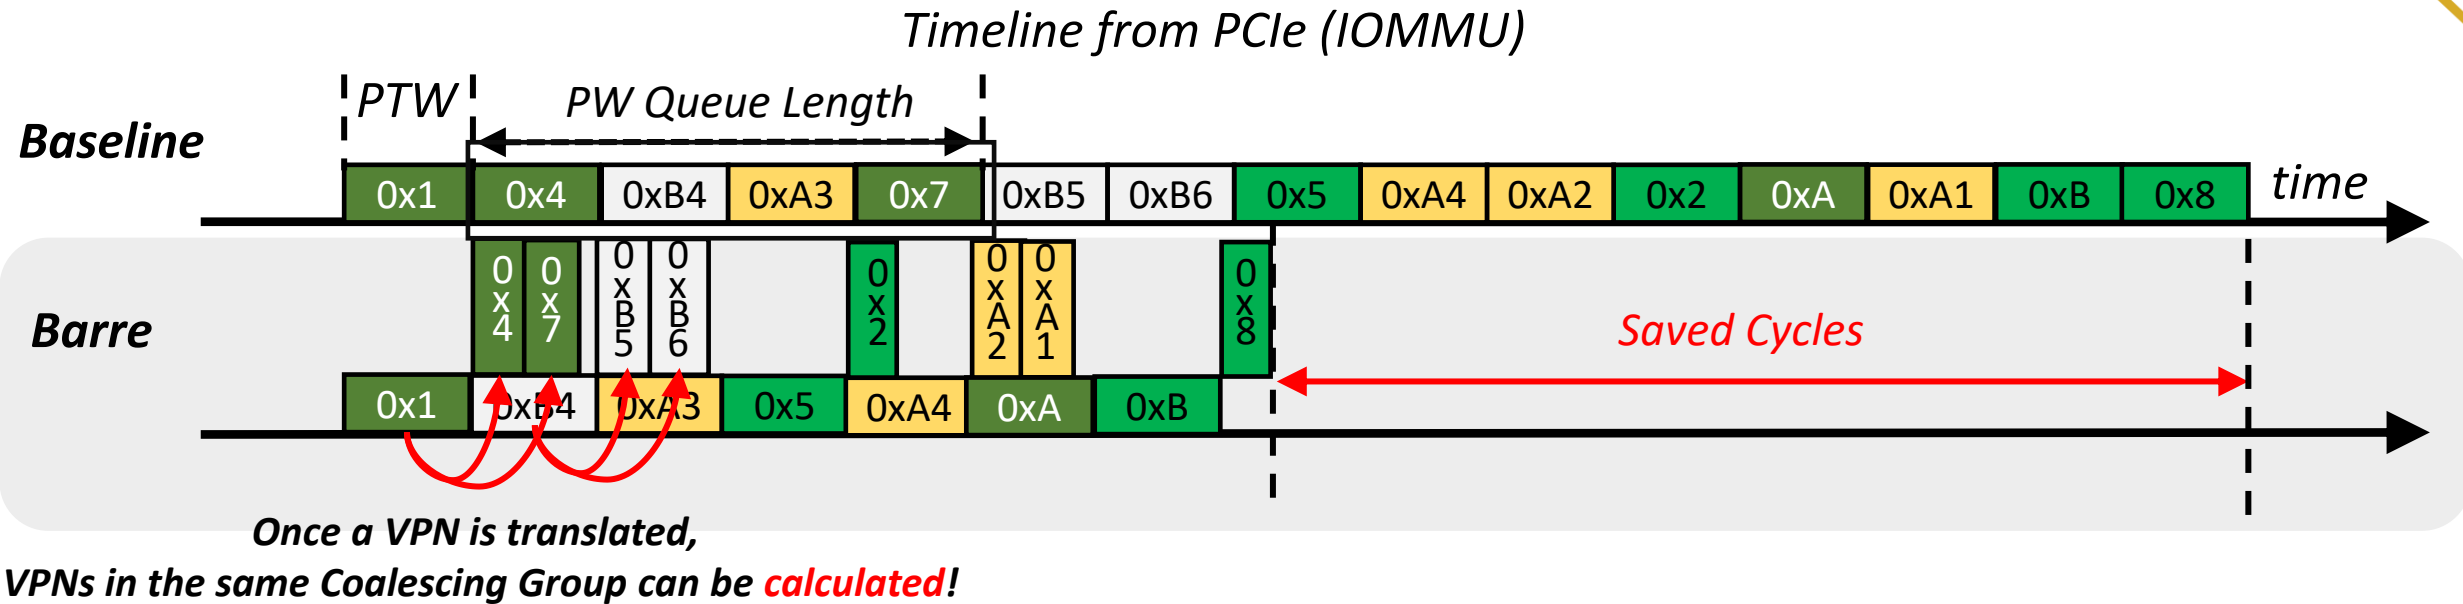 Timeline from PCIe (IOMMU)
PTW
PW Queue Length
Baseline
0x1 0x4 0xB4 0xA3 0x7 0xB5 0xB6 0x5 0xA4 0xA2 0x2 0xA 0xA1 0xB 0x8
time
Barre
0x4 0x7 0xB5 0xB6 0x2 0xA2 0xA1 0x8
Saved Cycles
0x1 0xB4 0xA3 0x5 0xA4 0xA 0xB
Once a VPN is translated,
VPNs in the same Coalescing Group can be calculated!